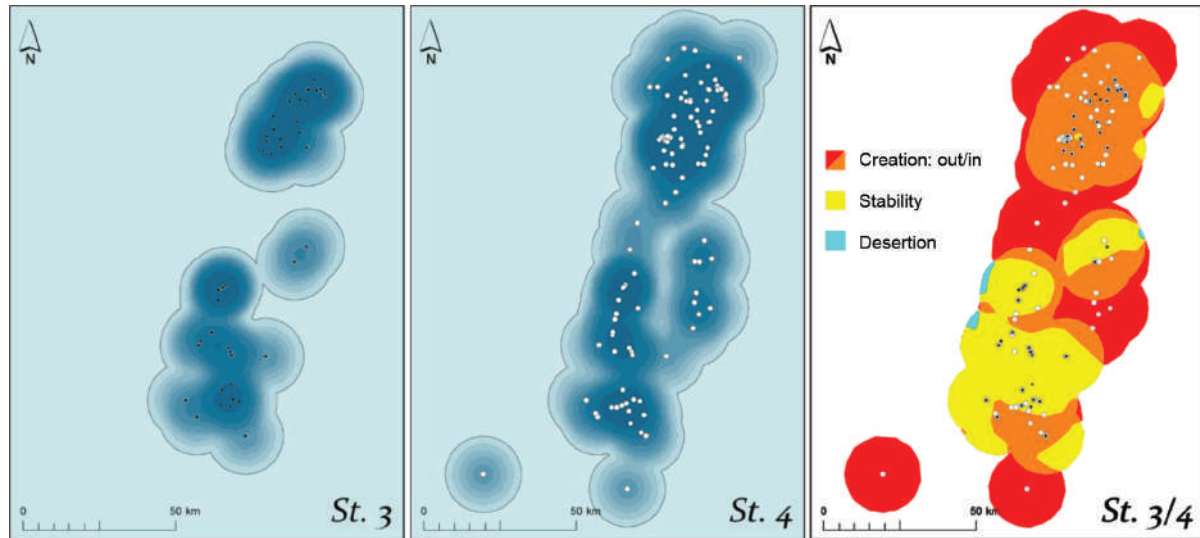 N
0
50 km
St. 3
N
0
50 km
St. 4
N
Creation: out/in
Stability
Desertion
0
50 km
St. 3/4